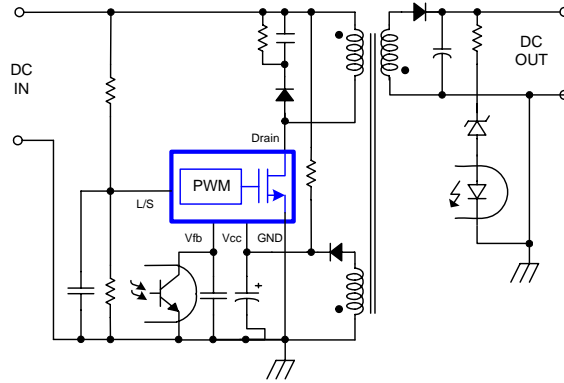 DC
IN
DC
OUT
Drain
PWM
L/S
Vfb
Vcc
GND
+